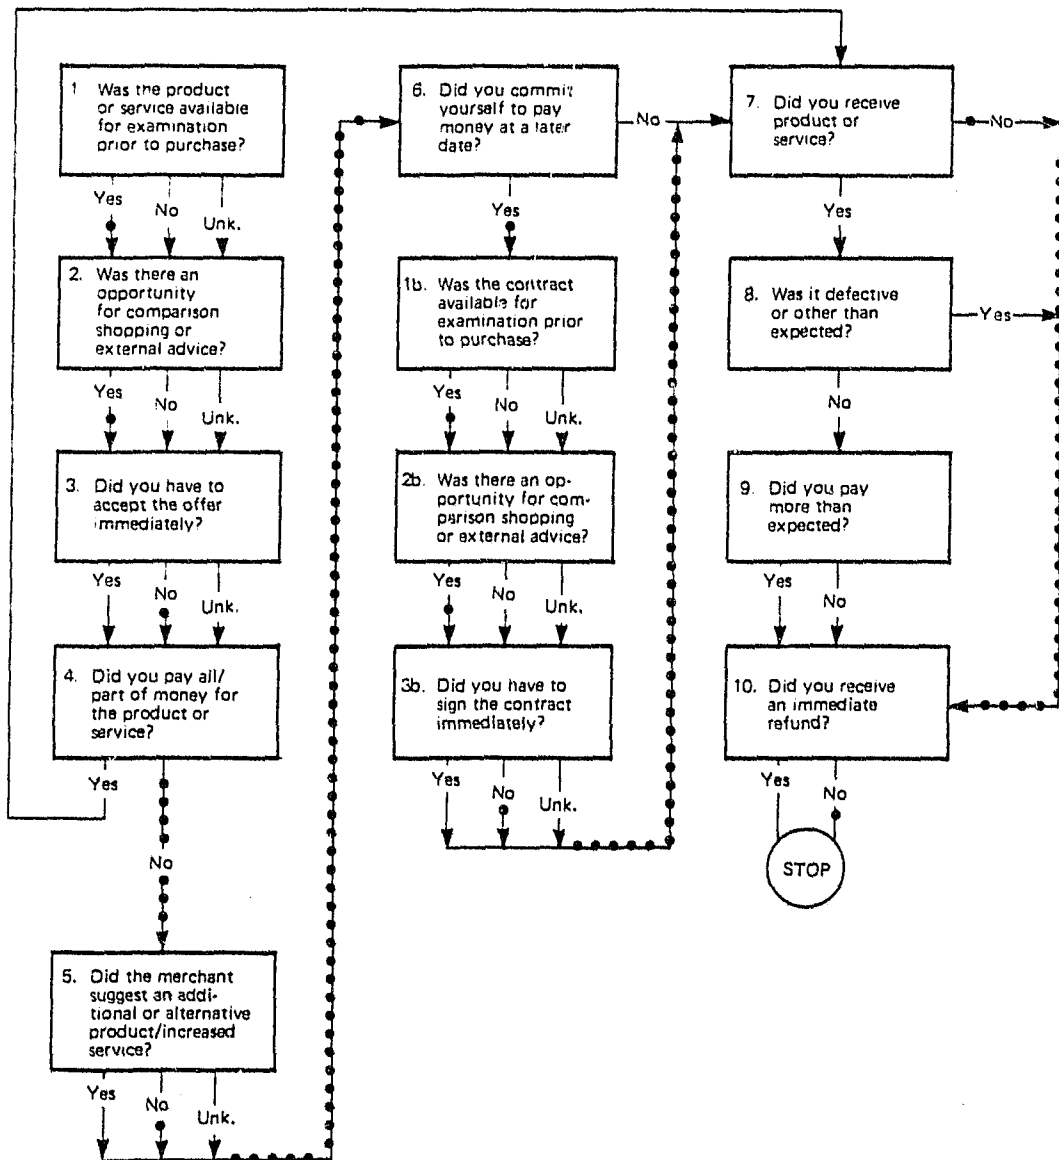 1 Was the product
or service available
for examination
prior to purchase?
Yes
No
Unk.
2. Was there an
opportunity
for comparison
shopping or
external advice?
Yes
No
Unk.
3. Did you have to
accept the offer
immediately?
Yes
No
Unk.
4. Did you pay all/
part of money for
the product or
service?
Yes
No
5. Did the merchant
suggest an addi-
tional or alternative
product/increased
service?
Yes
No
Unk.
6. Did you commit
yourself to pay
money at a later
date?
No
Yes
1b. Was the contract
available for
examination prior
to purchase?
Yes
No
Unk.
2b. Was there an op-
portunity for com-
parison shopping
or external advice?
Yes
No
Unk.
3b. Did you have to
sign the contract
immediately?
Yes
No
Unk.
7. Did you receive
product or
service?
No
Yes
8. Was it defective
or other than
expected?
Yes
No
9. Did you pay
more than
expected?
Yes
No
10. Did you receive
an immediate
refund?
Yes
No
STOP